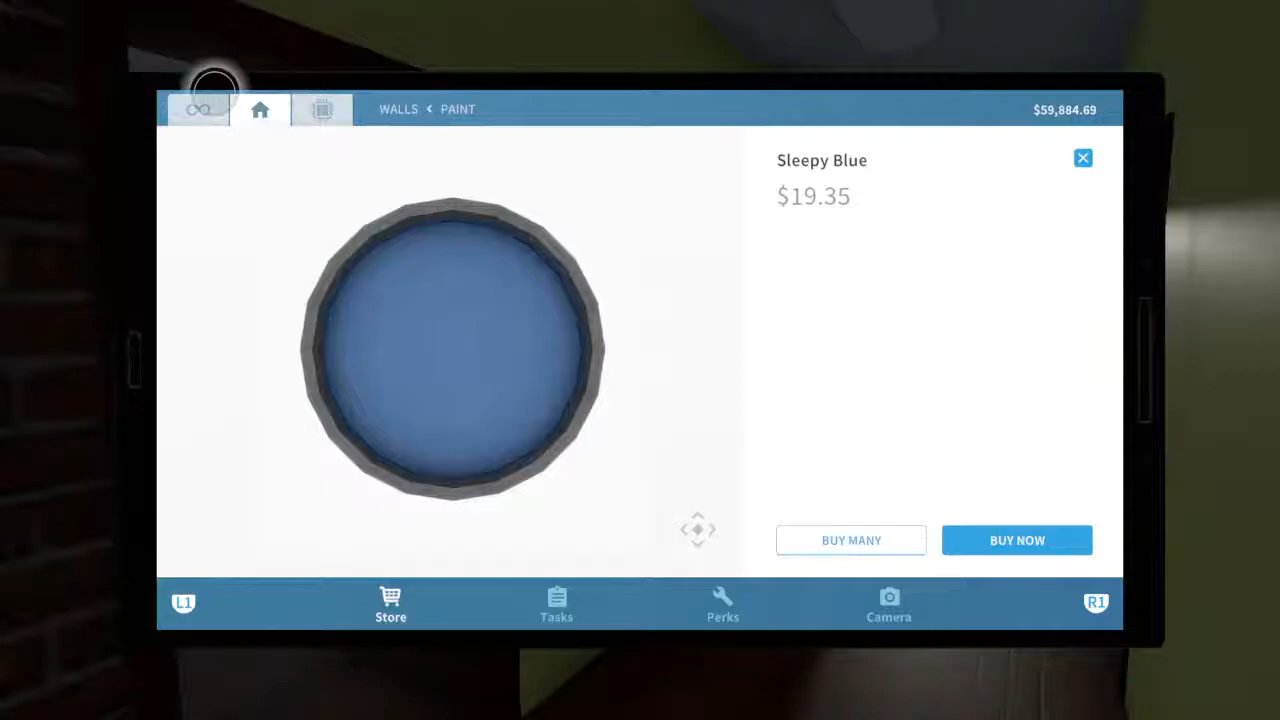 WALLS < PAINT
$59,884.69
Sleepy Blue
$19.35
BUY MANY
BUY NOW
L1
Store
Tasks
Perks
Camera
R1